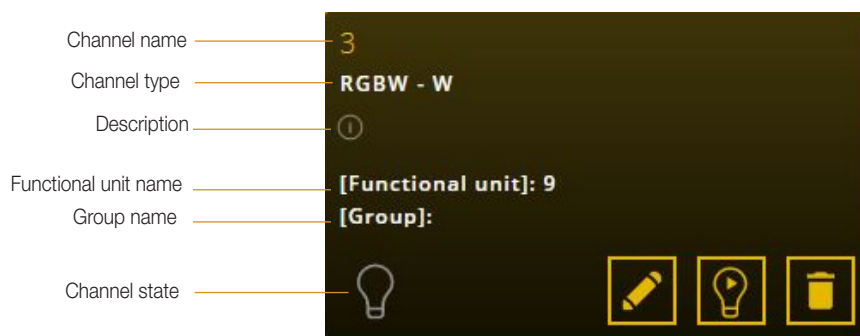 Channel name 3
Channel type RGBW - W
Description
Functional unit name [Functional unit]: 9
Group name [Group]:
Channel state